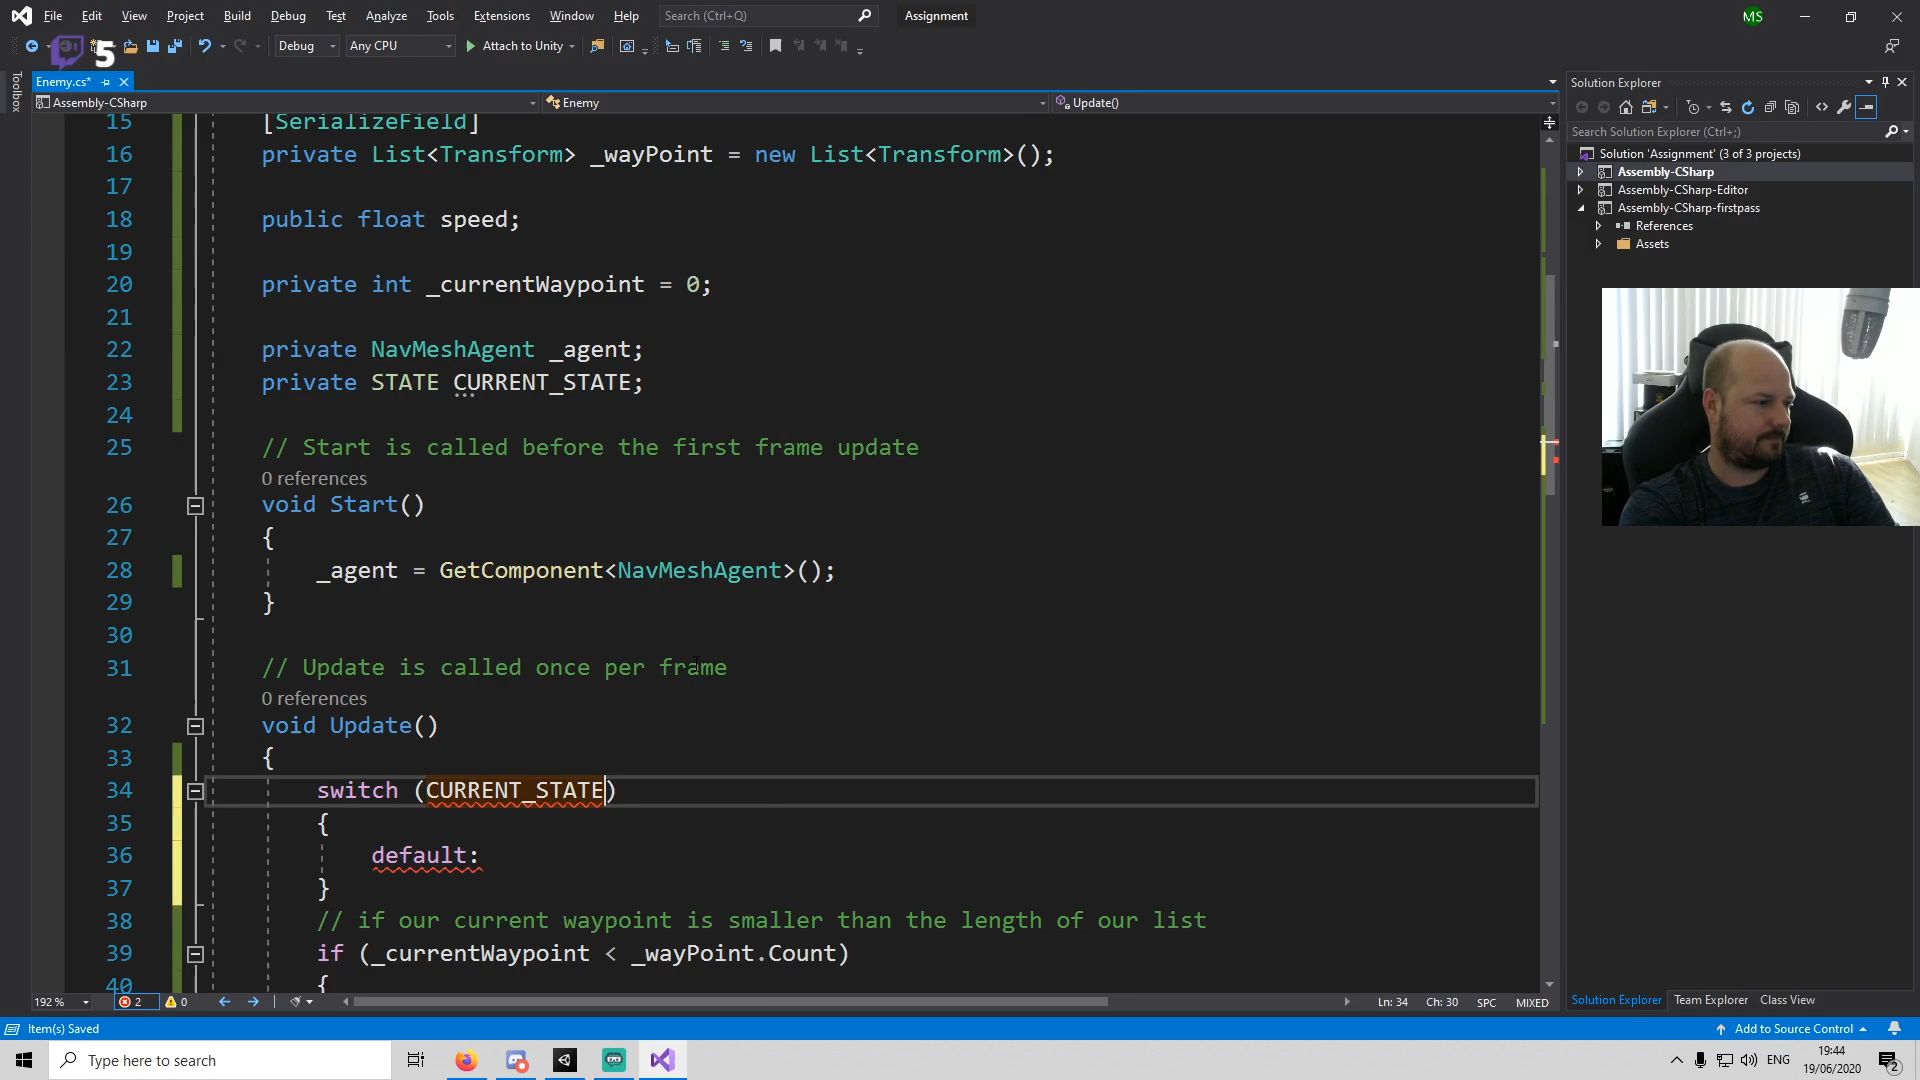 File Edit View Project Build Debug Test Analyze Tools Extensions Window Help Search (Ctrl+Q) Assignment MS
5 Debug Any CPU Attach to Unity
Toolbox
Enemy.cs*
Assembly-CSharp Enemy Update()
15 [SerializeField]
16 private List<Transform> _wayPoint = new List<Transform>();
17
18 public float speed;
19
20 private int _currentWaypoint = 0;
21
22 private NavMeshAgent _agent;
23 private STATE CURRENT_STATE;
24
25 // Start is called before the first frame update
0 references
26 void Start()
27 {
28 _agent = GetComponent<NavMeshAgent>();
29 }
30
31 // Update is called once per frame
0 references
32 void Update()
33 {
34 switch (CURRENT_STATE)
35 {
36 default:
37 }
38 // if our current waypoint is smaller than the length of our list
39 if (_currentWaypoint < _wayPoint.Count)
40 {
192 % 2 0 Ln: 34 Ch: 30 SPC MIXED
Solution Explorer
Search Solution Explorer (Ctrl+;)
Solution 'Assignment' (3 of 3 projects)
Assembly-CSharp
Assembly-CSharp-Editor
Assembly-CSharp-firstpass
References
Assets
Solution Explorer Team Explorer Class View
Item(s) Saved Add to Source Control
Type here to search ENG 19:44
19/06/2020 2